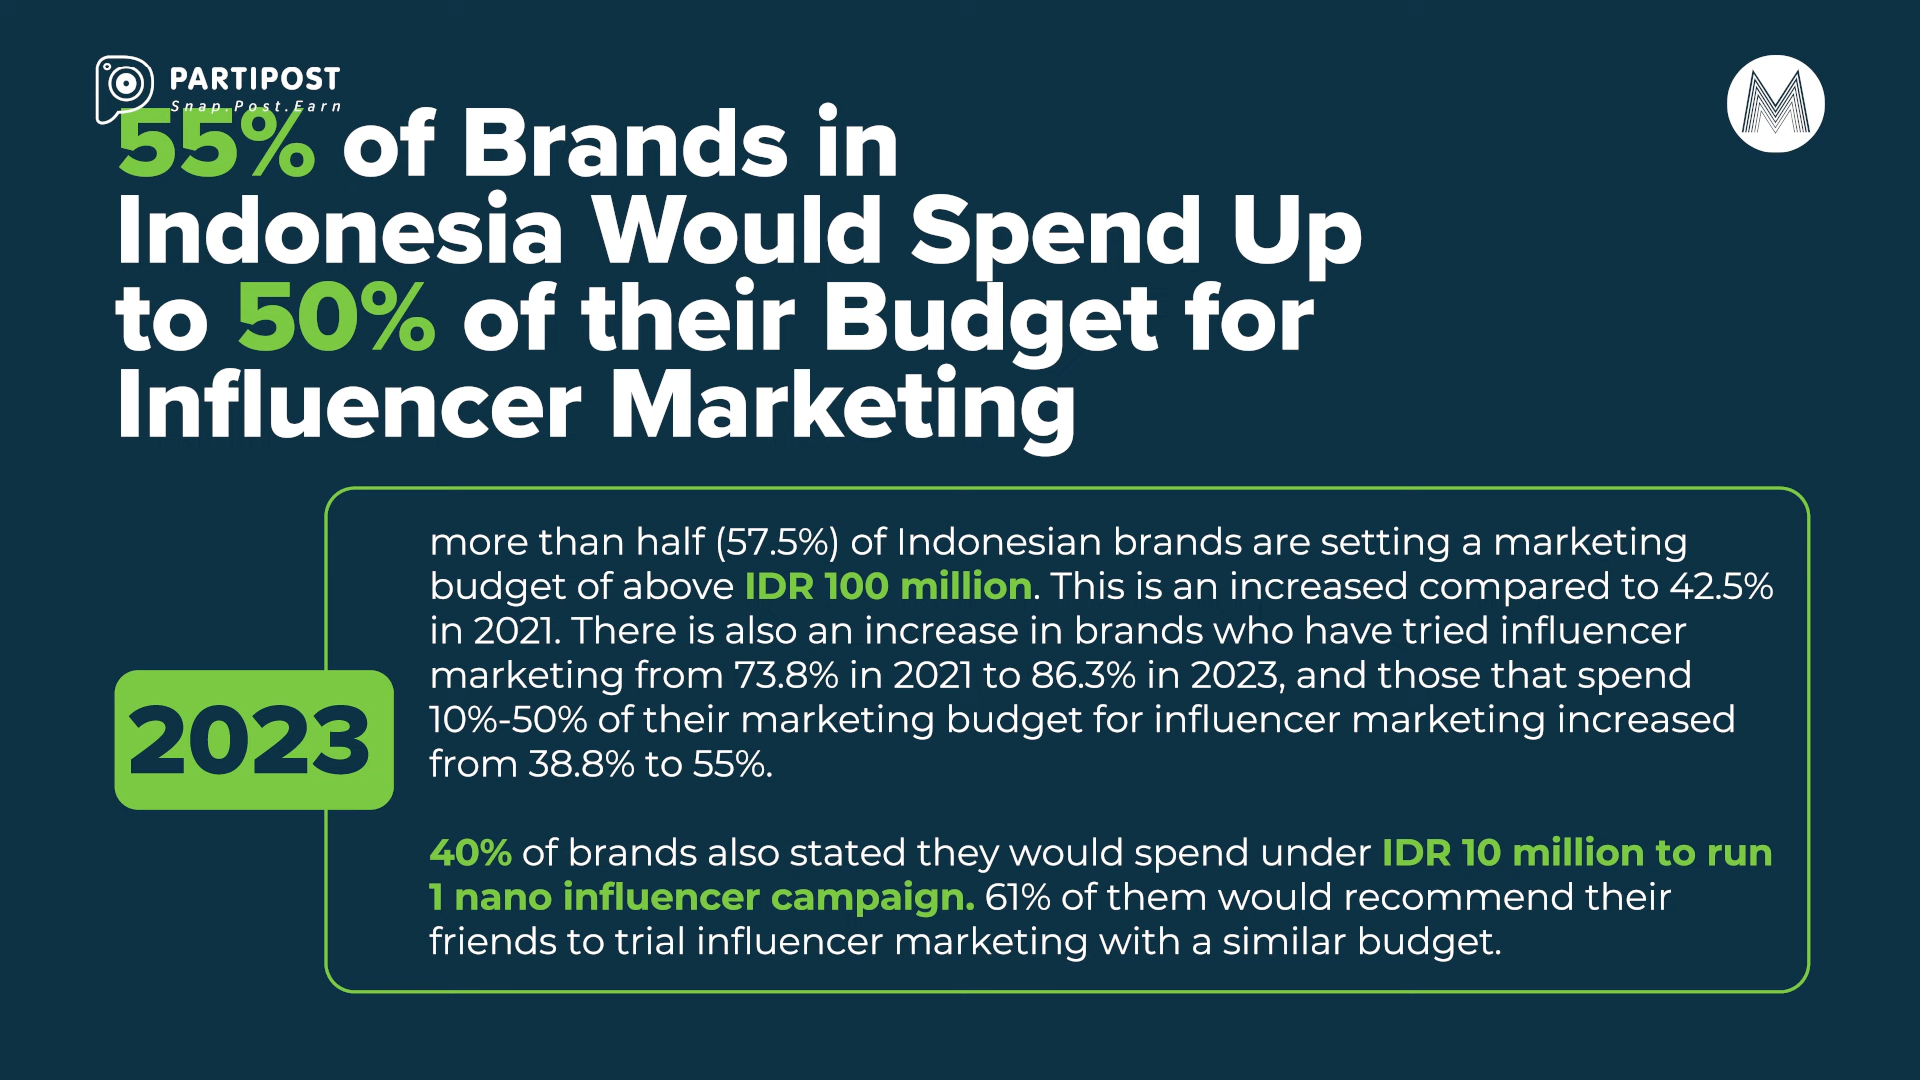 PARTIPOST
Snap.Post.Earn
M
55% of Brands in
Indonesia Would Spend Up
to 50% of their Budget for
Influencer Marketing
more than half (57.5%) of Indonesian brands are setting a marketing
budget of above IDR 100 million. This is an increased compared to 42.5%
in 2021. There is also an increase in brands who have tried influencer
marketing from 73.8% in 2021 to 86.3% in 2023, and those that spend
10%-50% of their marketing budget for influencer marketing increased
from 38.8% to 55%.
2023
40% of brands also stated they would spend under IDR 10 million to run
1 nano influencer campaign. 61% of them would recommend their
friends to trial influencer marketing with a similar budget.